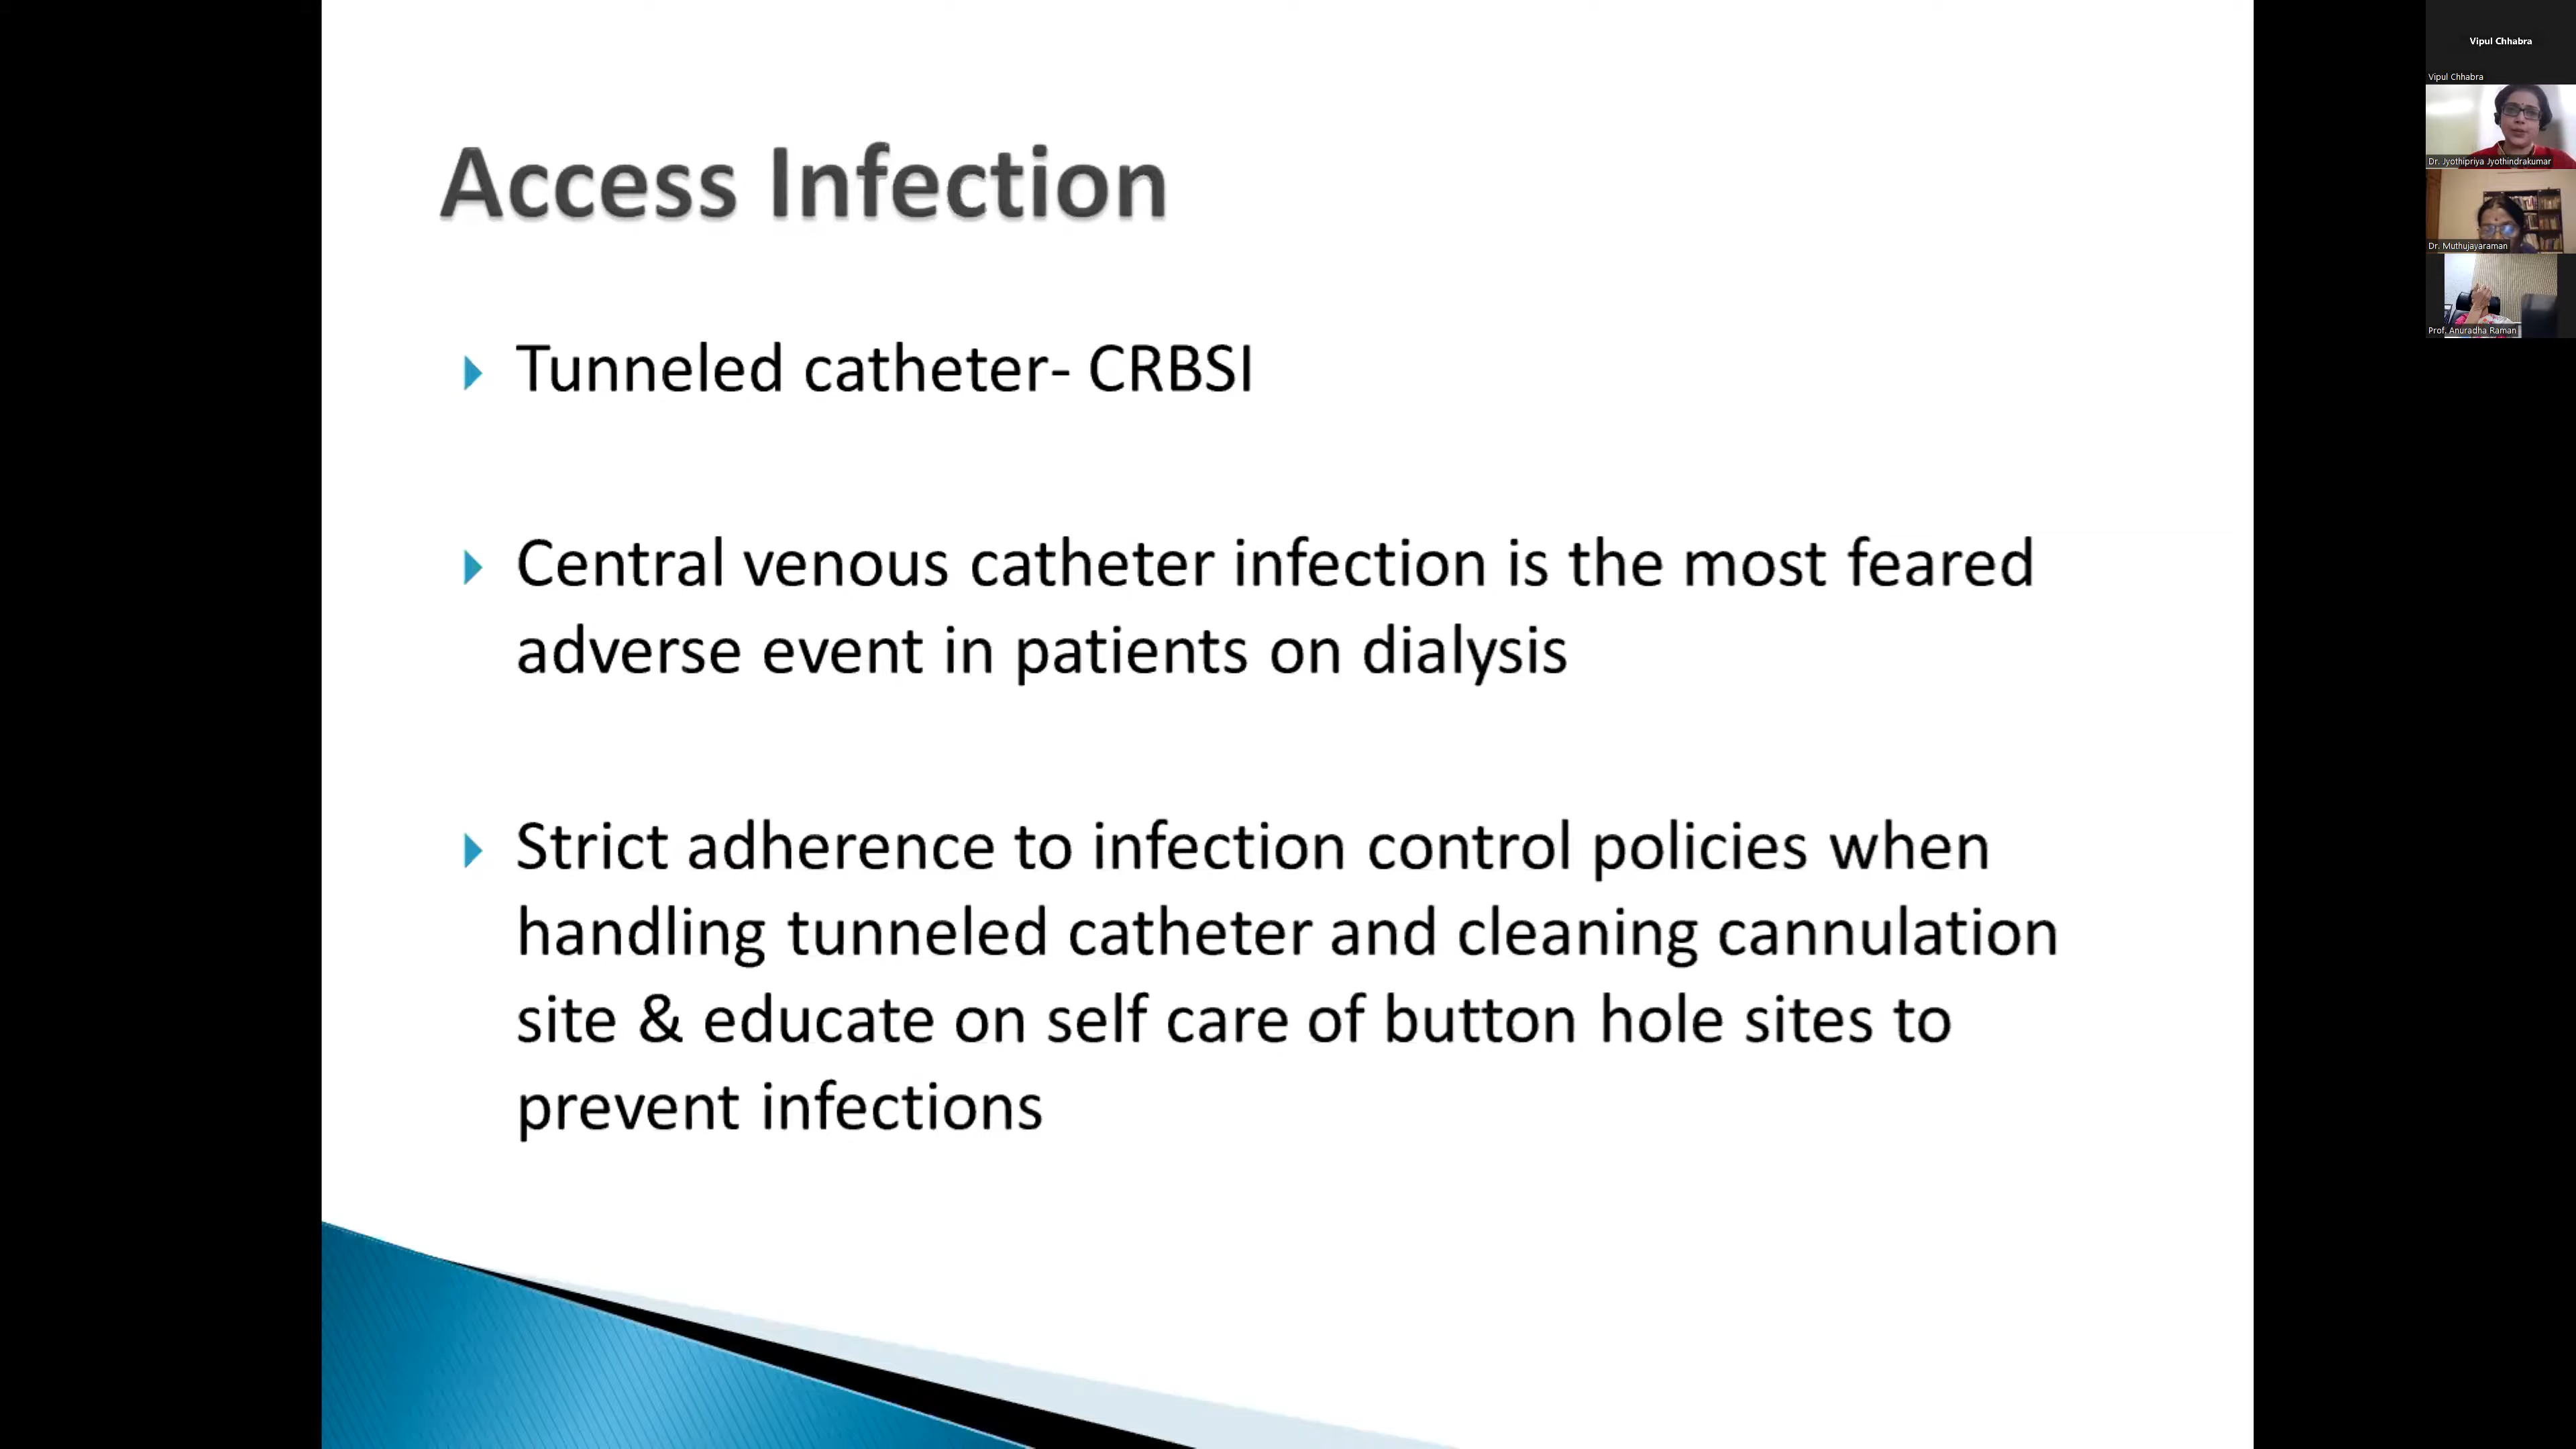 Access Infection
Tunneled catheter- CRBSI
Central venous catheter infection is the most feared
adverse event in patients on dialysis
Strict adherence to infection control policies when
handling tunneled catheter and cleaning cannulation
site & educate on self care of button hole sites to
prevent infections
Vipul Chhabra
Vipul Chhabra
Dr. Jyothipriya Jyothindrakumar
Dr. Muthujayaraman
Prof. Anuradha Raman